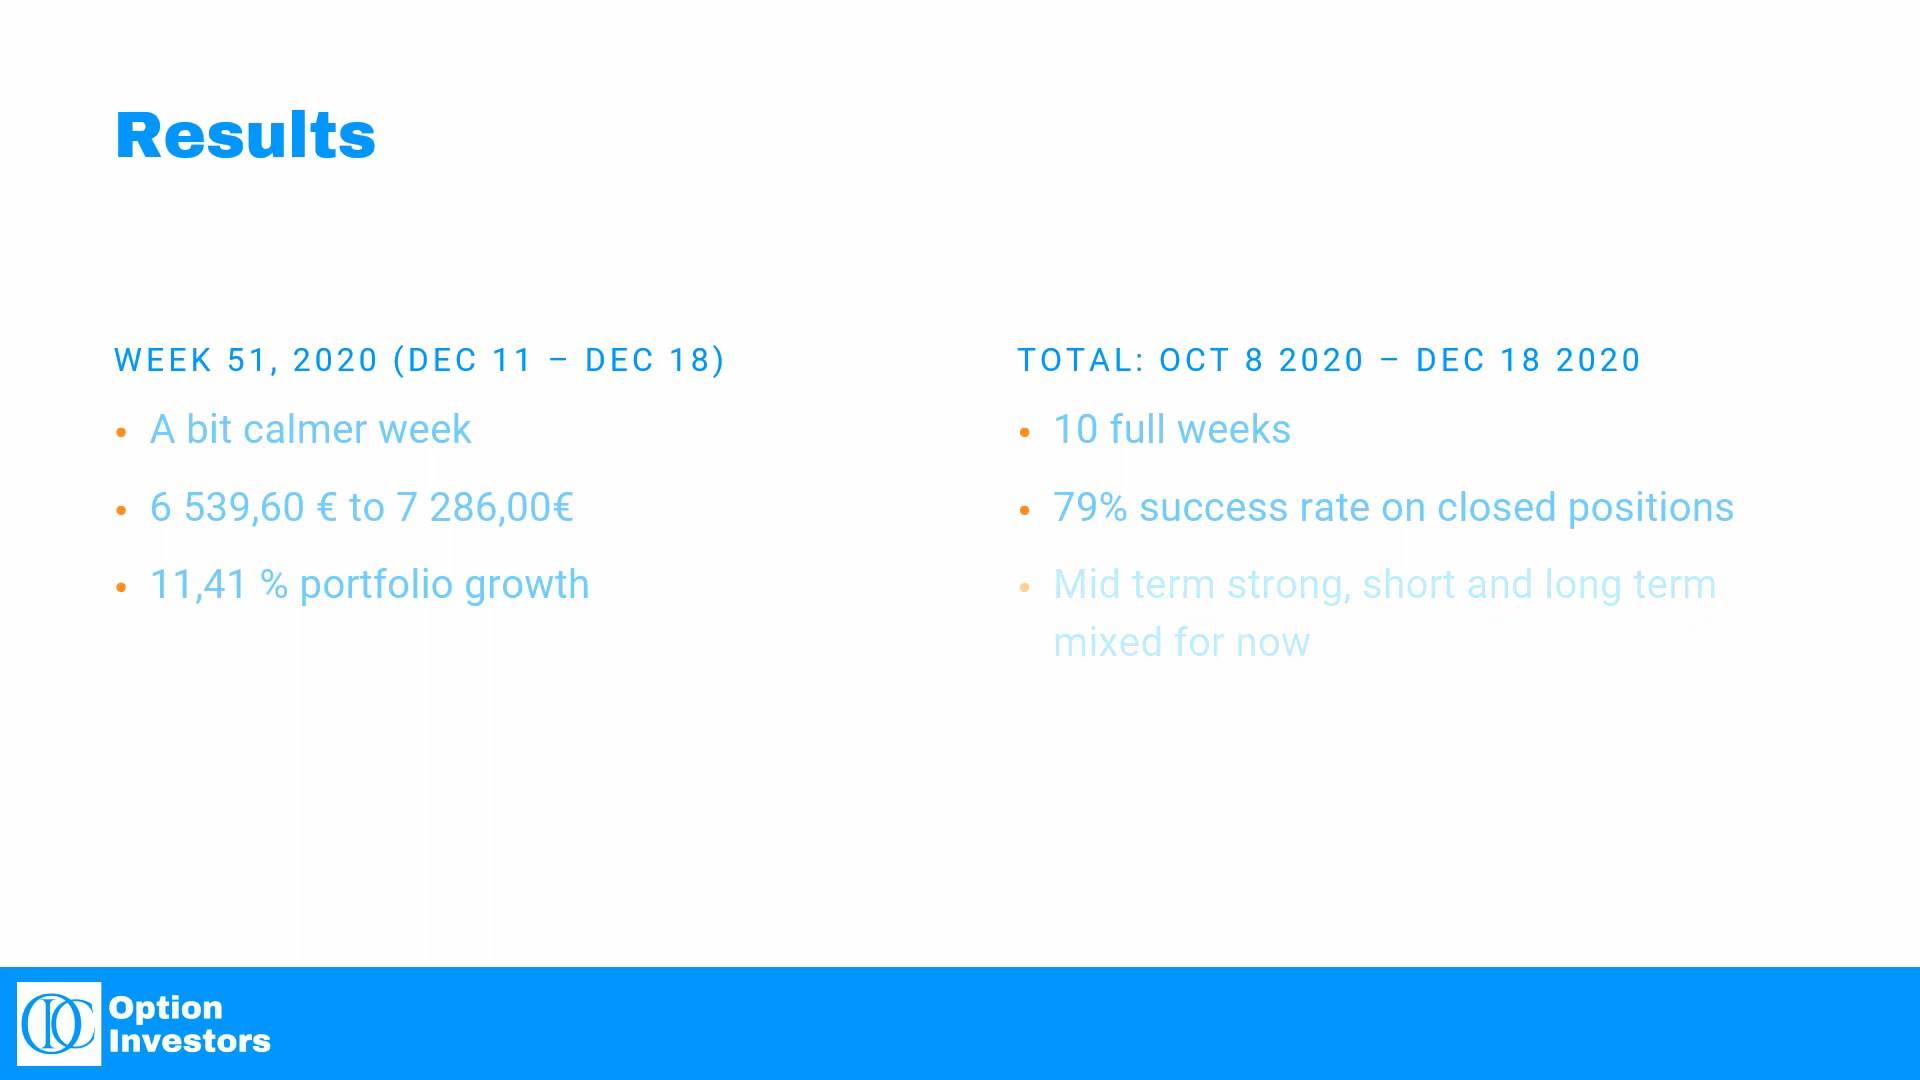 Results
WEEK 51, 2020 (DEC 11 – DEC 18)
• A bit calmer week
• 6 539,60 € to 7 286,00€
• 11,41 % portfolio growth
TOTAL: OCT 8 2020 – DEC 18 2020
• 10 full weeks
• 79% success rate on closed positions
• Mid term strong, short and long term
mixed for now
Option
Investors